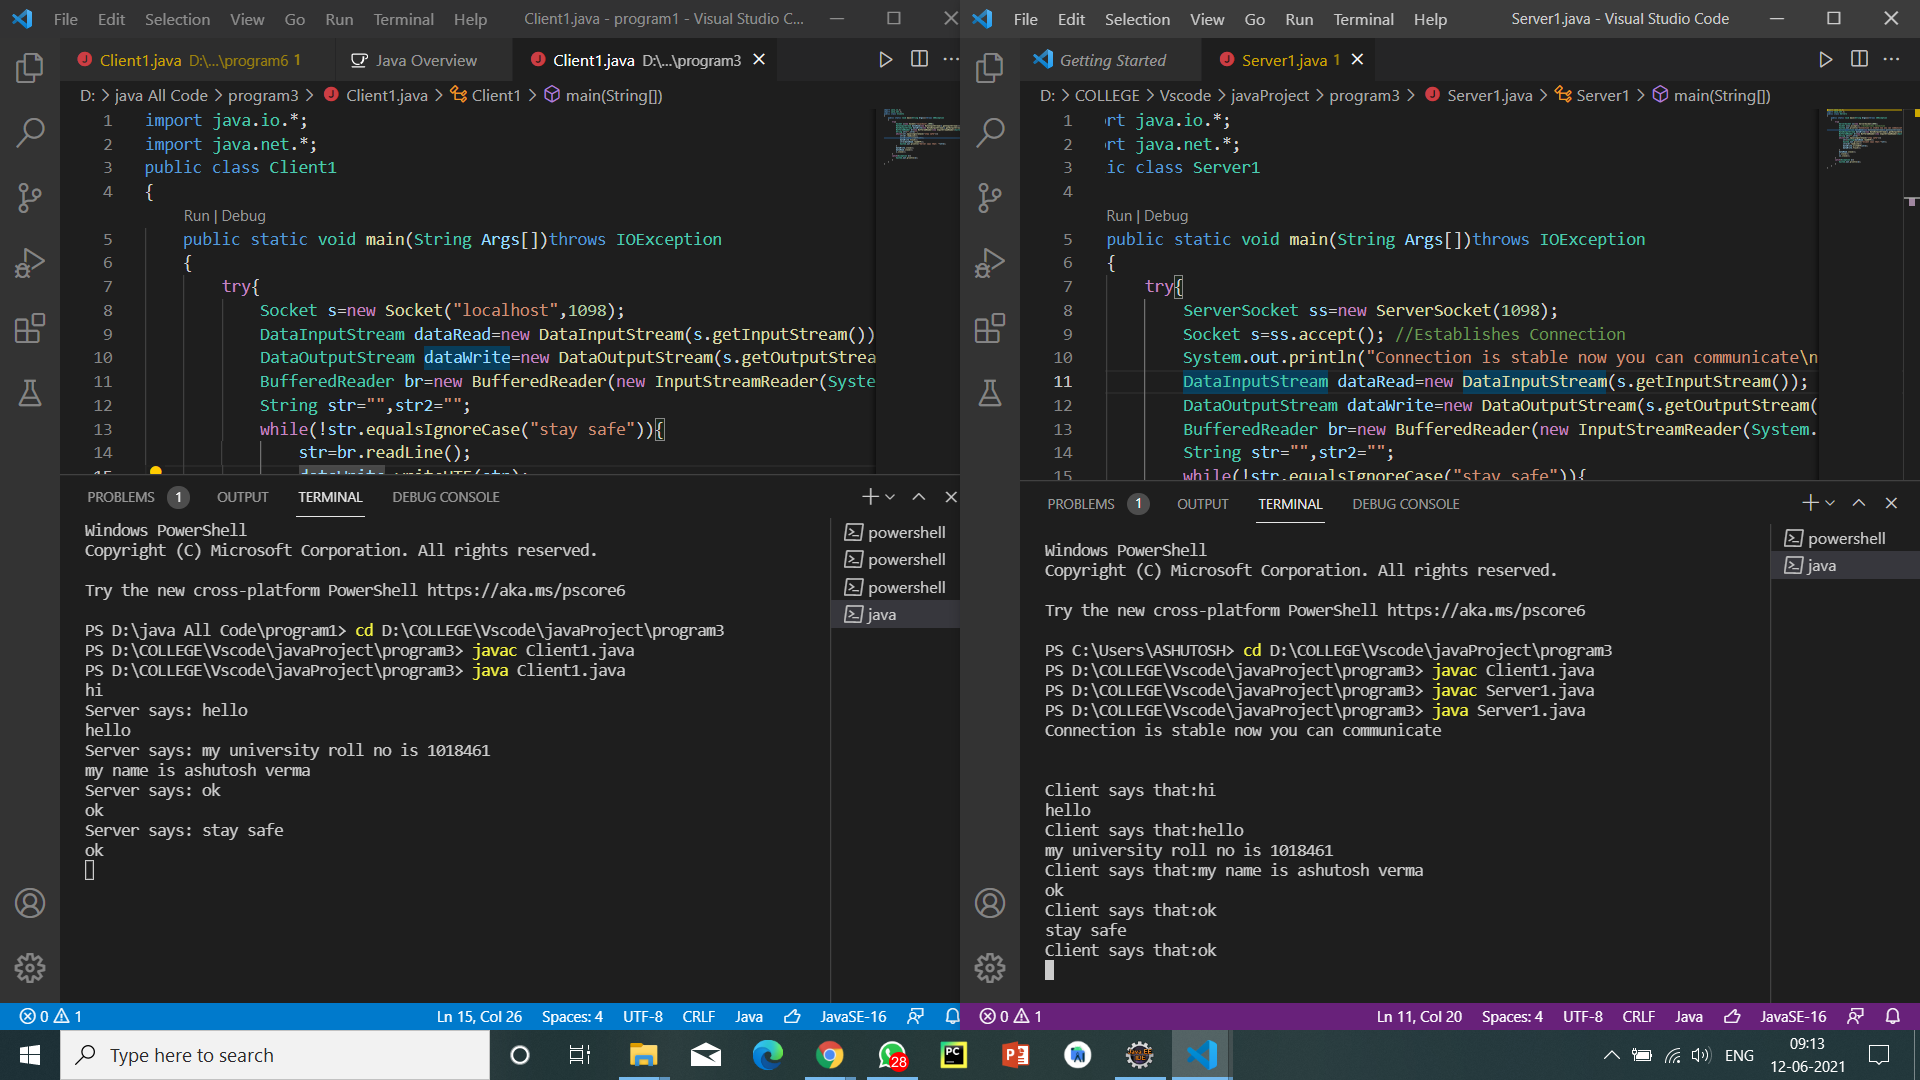 File Edit Selection View Go Run Terminal Help Client1.java - program1 - Visual Studio C...
Client1.java D:\...\program6 1 Java Overview Client1.java D:\...\program3
D: > java All Code > program3 > Client1.java > Client1 > main(String[])
1 import java.io.*;
2 import java.net.*;
3 public class Client1
4 {
Run | Debug
5 public static void main(String Args[])throws IOException
6 {
7 try{
8 Socket s=new Socket("localhost",1098);
9 DataInputStream dataRead=new DataInputStream(s.getInputStream())
10 DataOutputStream dataWrite=new DataOutputStream(s.getOutputStrea
11 BufferedReader br=new BufferedReader(new InputStreamReader(Syste
12 String str="",str2="";
13 while(!str.equalsIgnoreCase("stay safe")){
14 str=br.readLine();
15 dataWrite.writeUTF(str);
PROBLEMS 1 OUTPUT TERMINAL DEBUG CONSOLE
Windows PowerShell
Copyright (C) Microsoft Corporation. All rights reserved.
Try the new cross-platform PowerShell https://aka.ms/pscore6
PS D:\java All Code\program1> cd D:\COLLEGE\Vscode\javaProject\program3
PS D:\COLLEGE\Vscode\javaProject\program3> javac Client1.java
PS D:\COLLEGE\Vscode\javaProject\program3> java Client1.java
hi
Server says: hello
hello
Server says: my university roll no is 1018461
my name is ashutosh verma
Server says: ok
ok
Server says: stay safe
ok
powershell
powershell
powershell
java
0 1 Ln 15, Col 26 Spaces: 4 UTF-8 CRLF Java JavaSE-16
File Edit Selection View Go Run Terminal Help Server1.java - Visual Studio Code
Getting Started Server1.java 1
D: > COLLEGE > Vscode > javaProject > program3 > Server1.java > Server1 > main(String[])
1 rt java.io.*;
2 rt java.net.*;
3 ic class Server1
4
Run | Debug
5 public static void main(String Args[])throws IOException
6 {
7 try{
8 ServerSocket ss=new ServerSocket(1098);
9 Socket s=ss.accept(); //Establishes Connection
10 System.out.println("Connection is stable now you can communicate\n
11 DataInputStream dataRead=new DataInputStream(s.getInputStream());
12 DataOutputStream dataWrite=new DataOutputStream(s.getOutputStream(
13 BufferedReader br=new BufferedReader(new InputStreamReader(System.
14 String str="",str2="";
15 while(!str.equalsIgnoreCase("stay safe")){
PROBLEMS 1 OUTPUT TERMINAL DEBUG CONSOLE
Windows PowerShell
Copyright (C) Microsoft Corporation. All rights reserved.
Try the new cross-platform PowerShell https://aka.ms/pscore6
PS C:\Users\ASHUTOSH> cd D:\COLLEGE\Vscode\javaProject\program3
PS D:\COLLEGE\Vscode\javaProject\program3> javac Client1.java
PS D:\COLLEGE\Vscode\javaProject\program3> javac Server1.java
PS D:\COLLEGE\Vscode\javaProject\program3> java Server1.java
Connection is stable now you can communicate
Client says that:hi
hello
Client says that:hello
my university roll no is 1018461
Client says that:my name is ashutosh verma
ok
Client says that:ok
stay safe
Client says that:ok
powershell
java
0 1 Ln 11, Col 20 Spaces: 4 UTF-8 CRLF Java JavaSE-16
Type here to search 28 PC ENG
09:13
12-06-2021